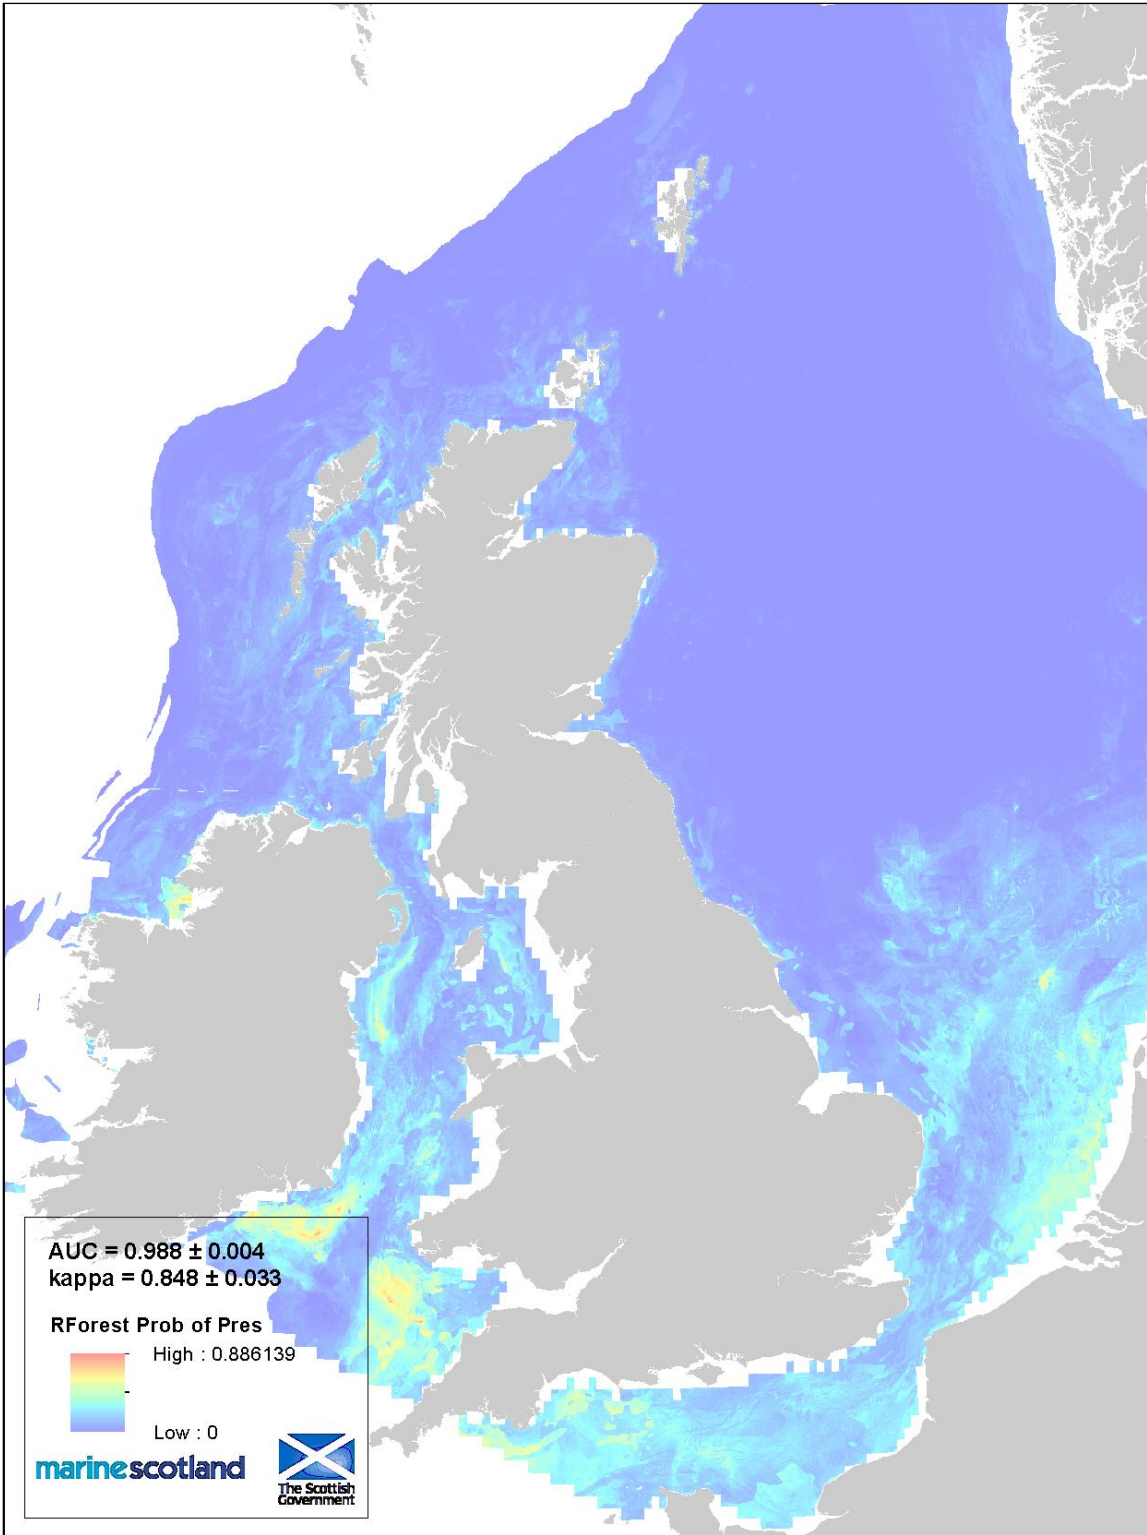 AUC = 0.988 ± 0.004
kappa = 0.848 ± 0.033
RForest Prob of Pres
High : 0.886139
Low : 0
marinescotland
The Scottish
Government